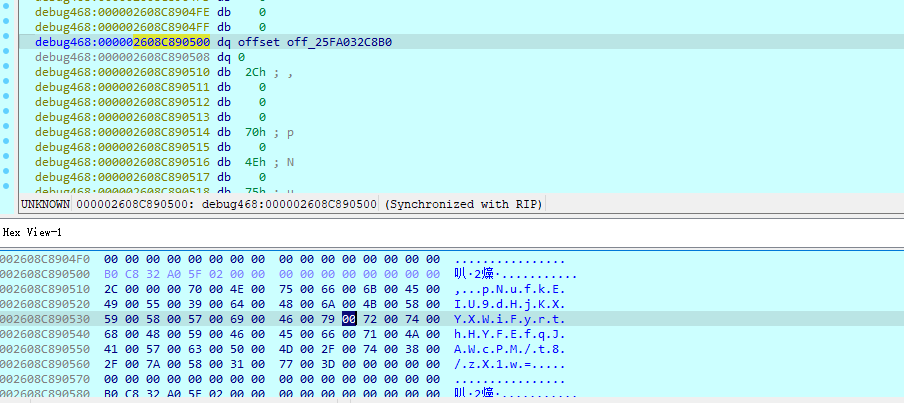 debug468:000002608C8904FE db 0
debug468:000002608C8904FF db 0
debug468:000002608C890500 dq offset off_25FA032C8B0
debug468:000002608C890508 dq 0
debug468:000002608C890510 db 2Ch ; ,
debug468:000002608C890511 db 0
debug468:000002608C890512 db 0
debug468:000002608C890513 db 0
debug468:000002608C890514 db 70h ; p
debug468:000002608C890515 db 0
debug468:000002608C890516 db 4Eh ; N
debug468:000002608C890517 db 0
debug468:000002608C890518 db 75h ; u
UNKNOWN 000002608C890500: debug468:000002608C890500 (Synchronized with RIP)
Hex View-1
002608C8904F0 00 00 00 00 00 00 00 00 00 00 00 00 00 00 00 00 ................
002608C890500 B0 C8 32 A0 5F 02 00 00 00 00 00 00 00 00 00 00 叭·2·...........
002608C890510 2C 00 00 00 70 00 4E 00 75 00 66 00 6B 00 45 00 ,...p.N.u.f.k.E.
002608C890520 49 00 55 00 39 00 64 00 48 00 6A 00 4B 00 58 00 I.U.9.d.H.j.K.X.
002608C890530 59 00 58 00 57 00 69 00 46 00 79 00 72 00 74 00 Y.X.W.i.F.y.r.t.
002608C890540 68 00 48 00 59 00 46 00 45 00 66 00 71 00 4A 00 h.H.Y.F.E.f.q.J.
002608C890550 41 00 57 00 63 00 50 00 4D 00 2F 00 74 00 38 00 A.W.c.P.M./.t.8.
002608C890560 2F 00 7A 00 58 00 31 00 77 00 3D 00 00 00 00 00 /.z.X.1.w.=.....
002608C890570 00 00 00 00 00 00 00 00 00 00 00 00 00 00 00 00 ................
002608C890580 B0 C8 32 A0 5F 02 00 00 00 00 00 00 00 00 00 00 叭·2·...........